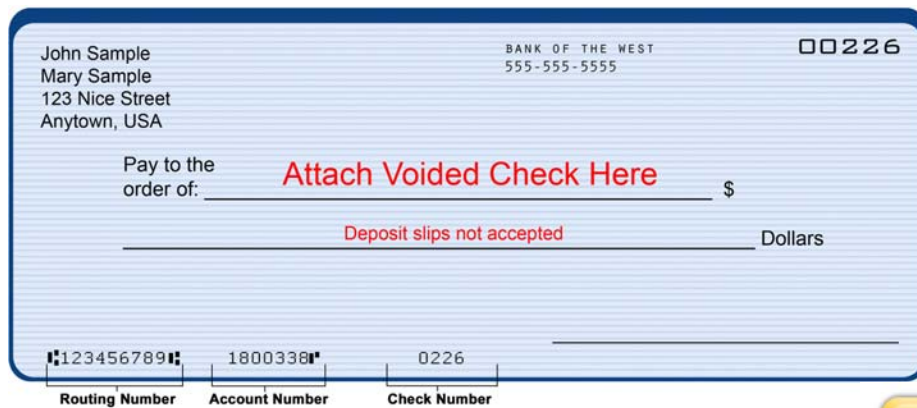 John Sample
Mary Sample
123 Nice Street
Anytown, USA
BANK OF THE WEST
555-555-5555
00226
Pay to the
order of: Attach Voided Check Here $
Deposit slips not accepted Dollars
⑆123456789⑆ 1800338⑈ 0226
Routing Number Account Number Check Number